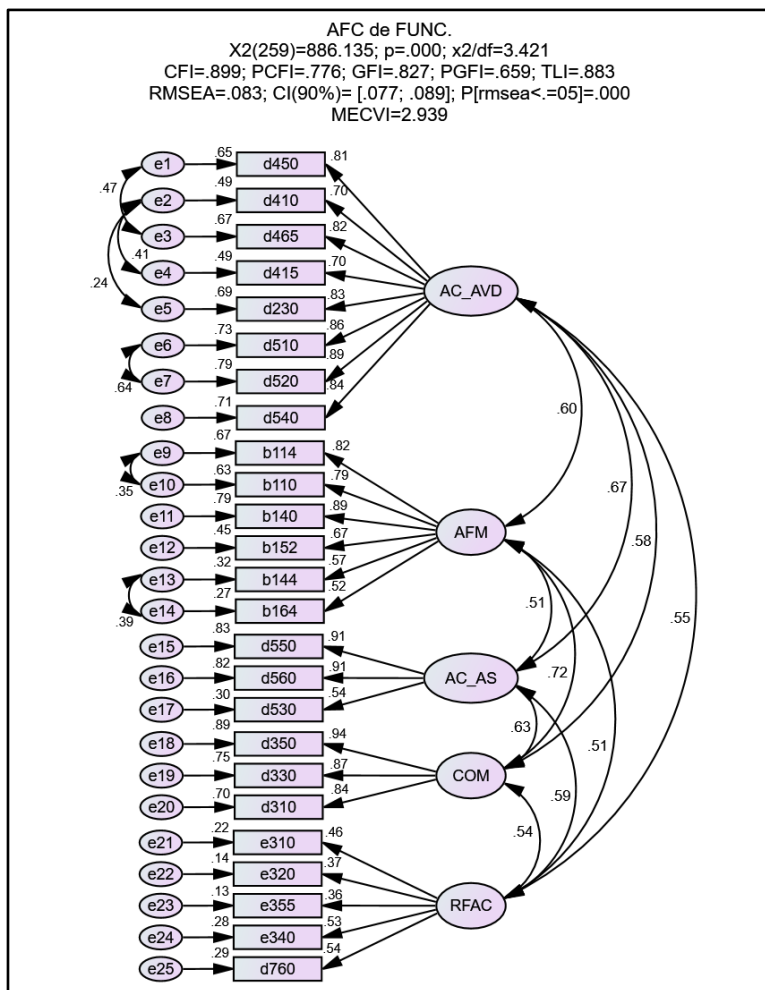 AFC de FUNC.
X2(259)=886.135; p=.000; x2/df=3.421
CFI=.899; PCFI=.776; GFI=.827; PGFI=.659; TLI=.883
RMSEA=.083; CI(90%)= [.077; .089]; P[rmsea<.=05]=.000
MECVI=2.939
e1 .65 d450 .81
.47
e2 .49 d410 .70
e3 .67 d465 .82
.41
e4 .49 d415 .70
.24
e5 .69 d230 .83
AC_AVD
e6 .73 d510 .86
e7 .79 d520 .89
.64
e8 .71 d540 .84
.60
e9 .67 b114 .82
e10 .63 b110 .79
.35
e11 .79 b140 .89
e12 .45 b152 .67
e13 .32 b144 .57
e14 .27 b164 .52
.39
AFM
.67
.58
.51
.55
e15 .83 d550 .91
e16 .82 d560 .91
e17 .30 d530 .54
AC_AS
.72
.63
.51
e18 .89 d350 .94
e19 .75 d330 .87
e20 .70 d310 .84
COM
.59
.54
e21 .22 e310 .46
e22 .14 e320 .37
e23 .13 e355 .36
e24 .28 e340 .53
e25 .29 d760 .54
RFAC